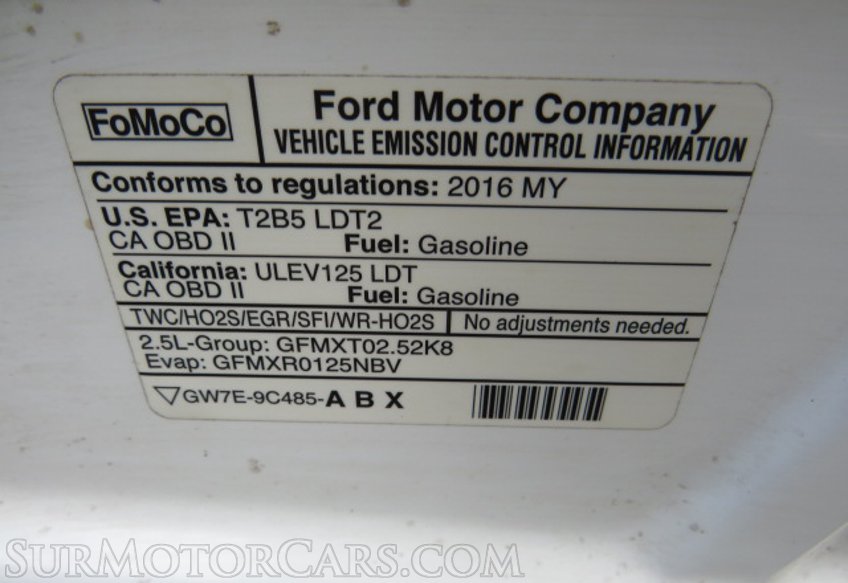 FoMoCo
Ford Motor Company
VEHICLE EMISSION CONTROL INFORMATION
Conforms to regulations: 2016 MY
U.S. EPA: T2B5 LDT2
CA OBD II Fuel: Gasoline
California: ULEV125 LDT
CA OBD II Fuel: Gasoline
TWC/HO2S/EGR/SFI/WR-HO2S No adjustments needed.
2.5L-Group: GFMXT02.52K8
Evap: GFMXR0125NBV
GW7E-9C485-A B X
SURMOTORCARS.COM